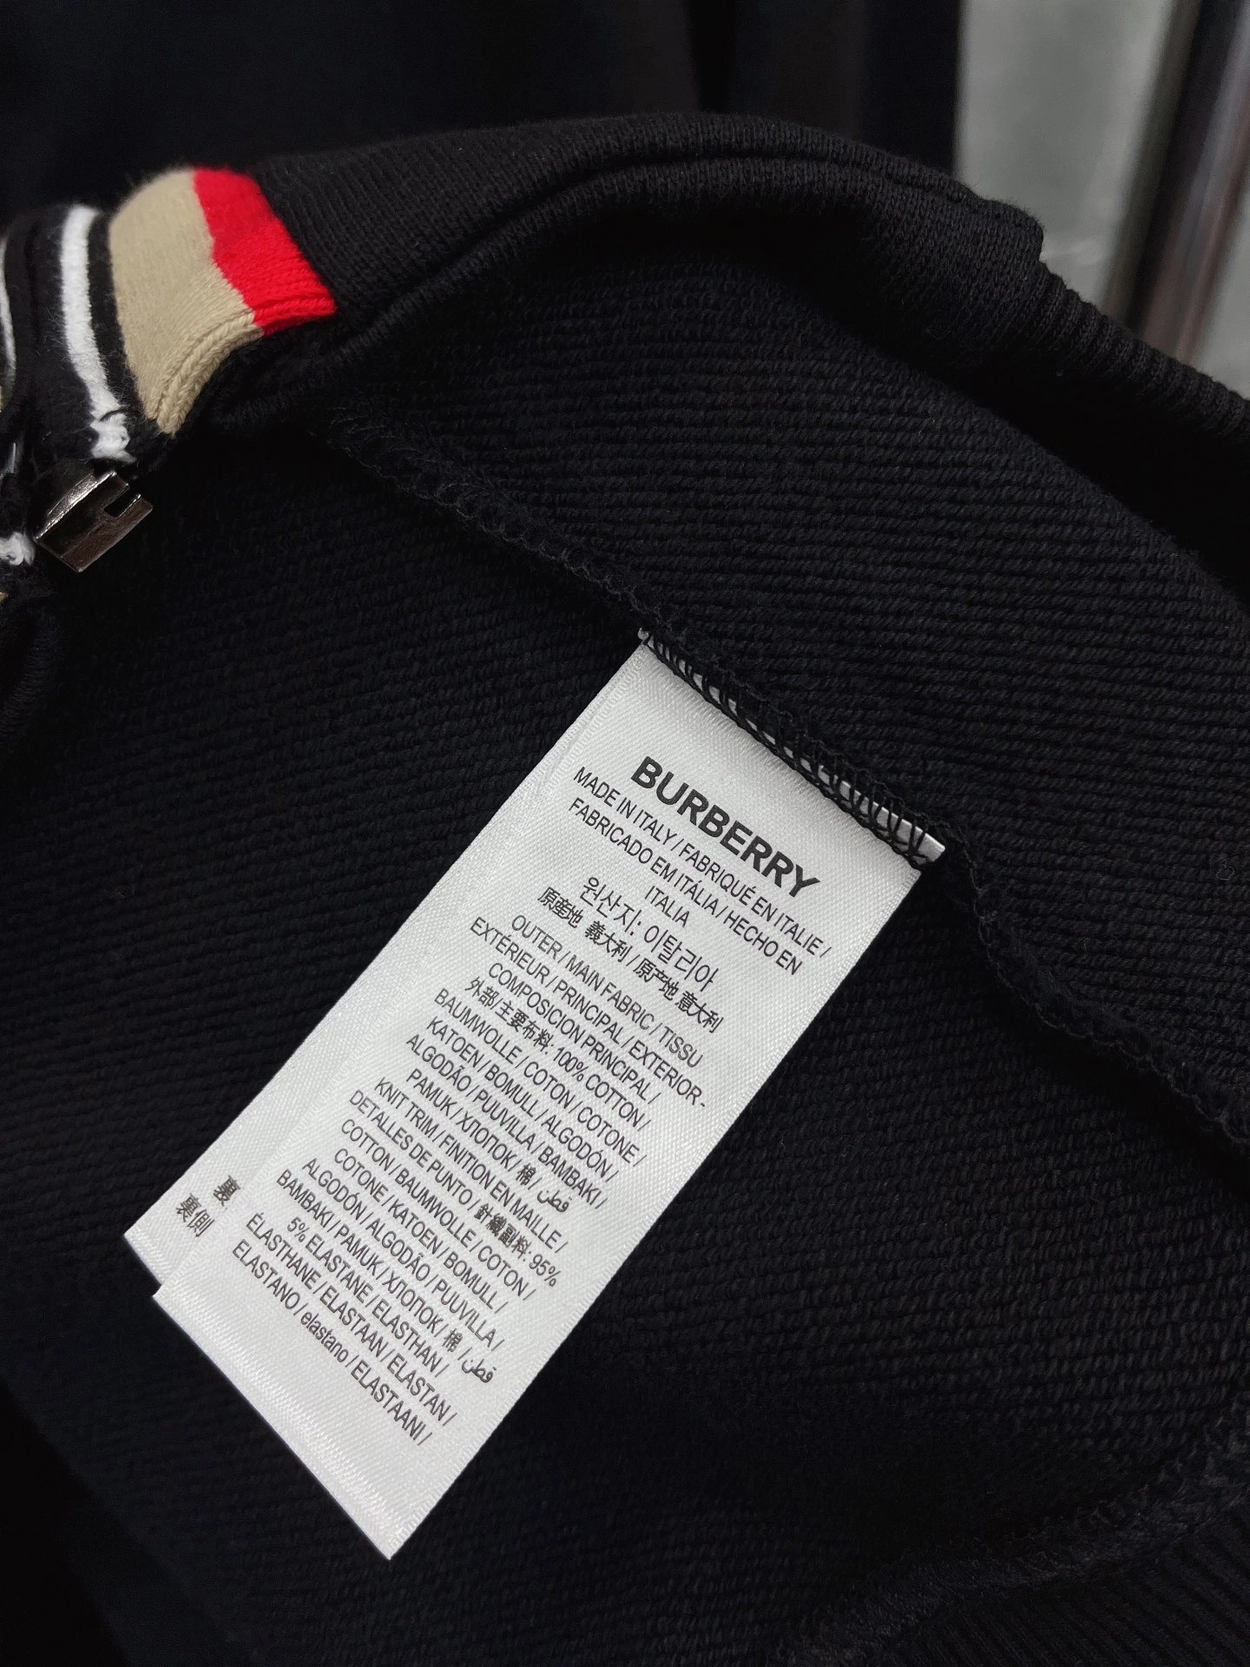 BURBERRY
MADE IN ITALY / FABRIQUÉ EN ITALIE /
FABRICADO EM ITÁLIA / HECHO EN
ITALIA
원산지: 이탈리아
原產地 義大利 / 原产地 意大利
OUTER / MAIN FABRIC / TISSU
EXTÉRIEUR / PRINCIPAL / EXTERIOR -
COMPOSICION PRINCIPAL /
外部/主要布料: 100% COTTON /
BAUMWOLLE / COTON / COTONE /
KATOEN / BOMULL / ALGODÓN /
ALGODÃO / PUUVILLA / BAMBAKI /
PAMUK / ХЛОПОК / 棉 / قطن
KNIT TRIM / FINITION EN MAILLE /
DETALLES DE PUNTO / 針織副料: 95%
COTTON / BAUMWOLLE / COTON /
COTONE / KATOEN / BOMULL /
ALGODÓN / ALGODÃO / PUUVILLA /
BAMBAKI / PAMUK / ХЛОПОК / 棉 / قطن
5% ELASTANE / ELASTHAN /
ÉLASTHANE / ELASTAAN / ELASTAN /
ELASTANO / elastano / ELASTAANI /
裏
裏側